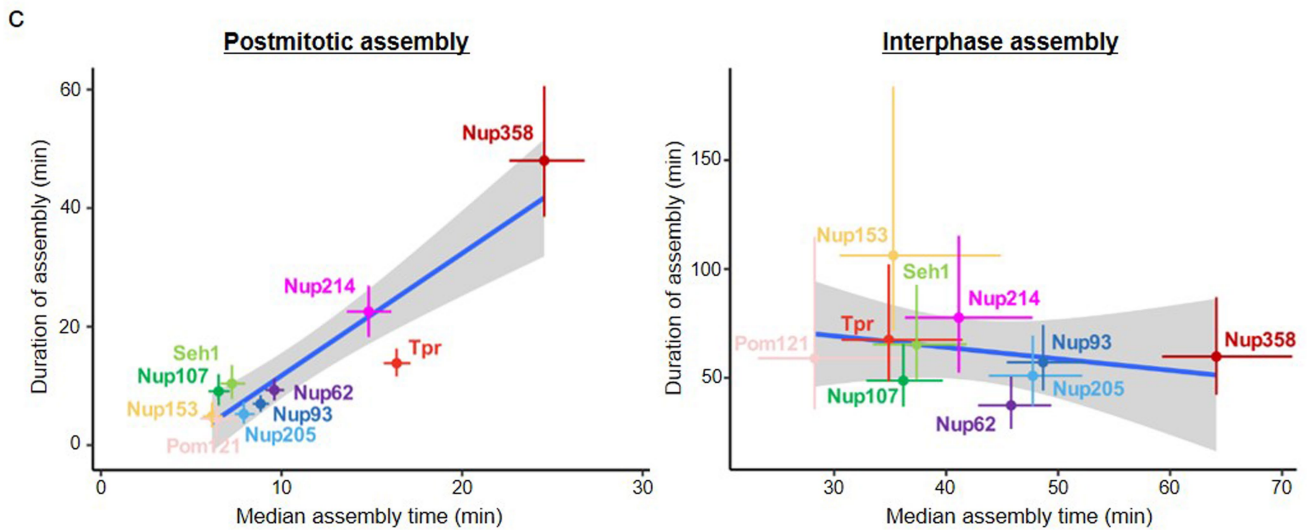 C
Postmitotic assembly
Duration of assembly (min)
60
40
20
0
Nup358
Nup214
Tpr
Seh1
Nup107
Nup153
Pom121
Nup62
Nup93
Nup205
0 10 20 30
Median assembly time (min)
Interphase assembly
Duration of assembly (min)
150
100
50
Nup153
Seh1
Nup214
Tpr
Pom121
Nup93
Nup358
Nup107
Nup205
Nup62
30 40 50 60 70
Median assembly time (min)